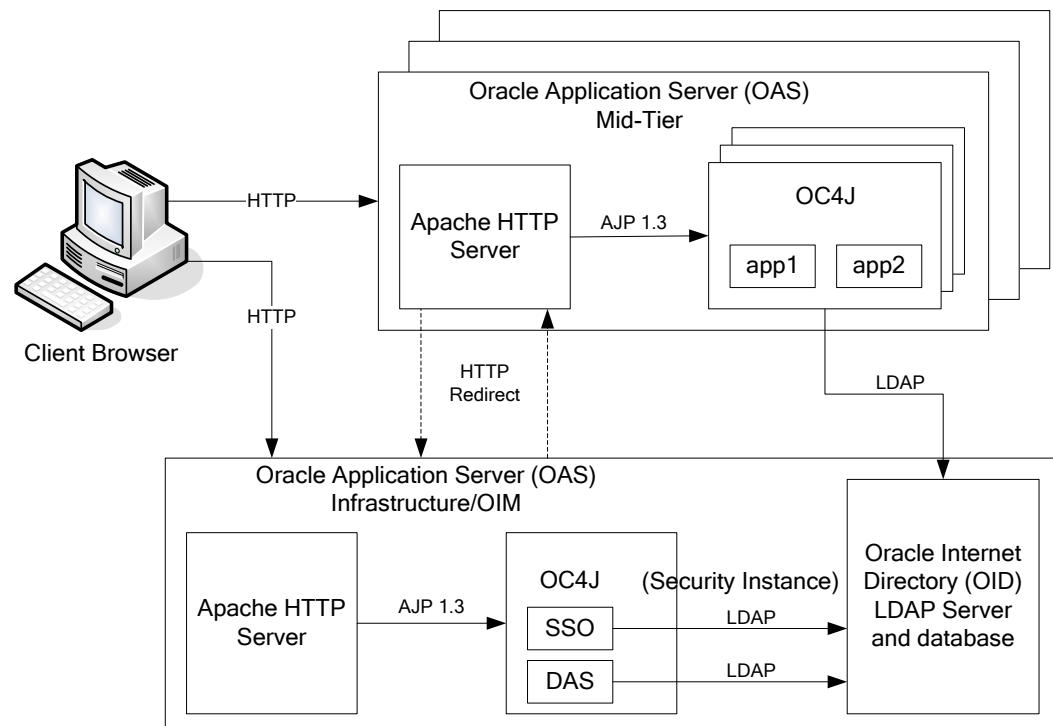 Oracle Application Server (OAS)
Mid-Tier
HTTP
Apache HTTP
Server
AJP 1.3
OC4J
app1
app2
Client Browser
HTTP
HTTP
Redirect
LDAP
Oracle Application Server (OAS)
Infrastructure/OIM
Apache HTTP
Server
AJP 1.3
OC4J
(Security Instance)
SSO
LDAP
DAS
LDAP
Oracle Internet
Directory (OID)
LDAP Server
and database